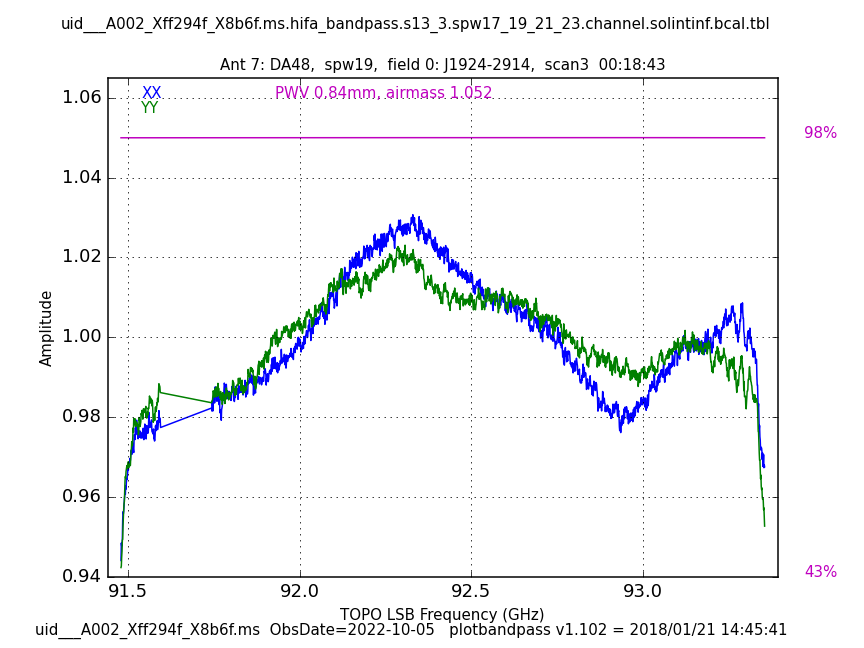 uid___A002_Xff294f_X8b6f.ms.hifa_bandpass.s13_3.spw17_19_21_23.channel.solintinf.bcal.tbl
Ant 7: DA48,  spw19,  field 0: J1924-2914,  scan3  00:18:43
XX
YY
PWV 0.84mm, airmass 1.052
98%
43%
1.06
1.04
1.02
1.00
0.98
0.96
0.94
Amplitude
91.5 92.0 92.5 93.0
TOPO LSB Frequency (GHz)
uid___A002_Xff294f_X8b6f.ms  ObsDate=2022-10-05   plotbandpass v1.102 = 2018/01/21 14:45:41